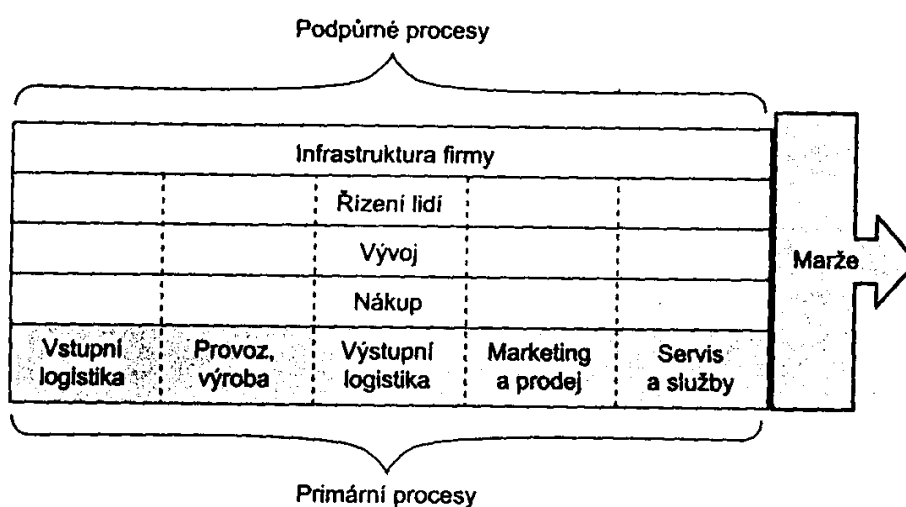 Podpůrné procesy
Infrastruktura firmy
Řízení lidí
Vývoj
Nákup
Marže
Vstupní
logistika
Provoz,
výroba
Výstupní
logistika
Marketing
a prodej
Servis
a služby
Primární procesy